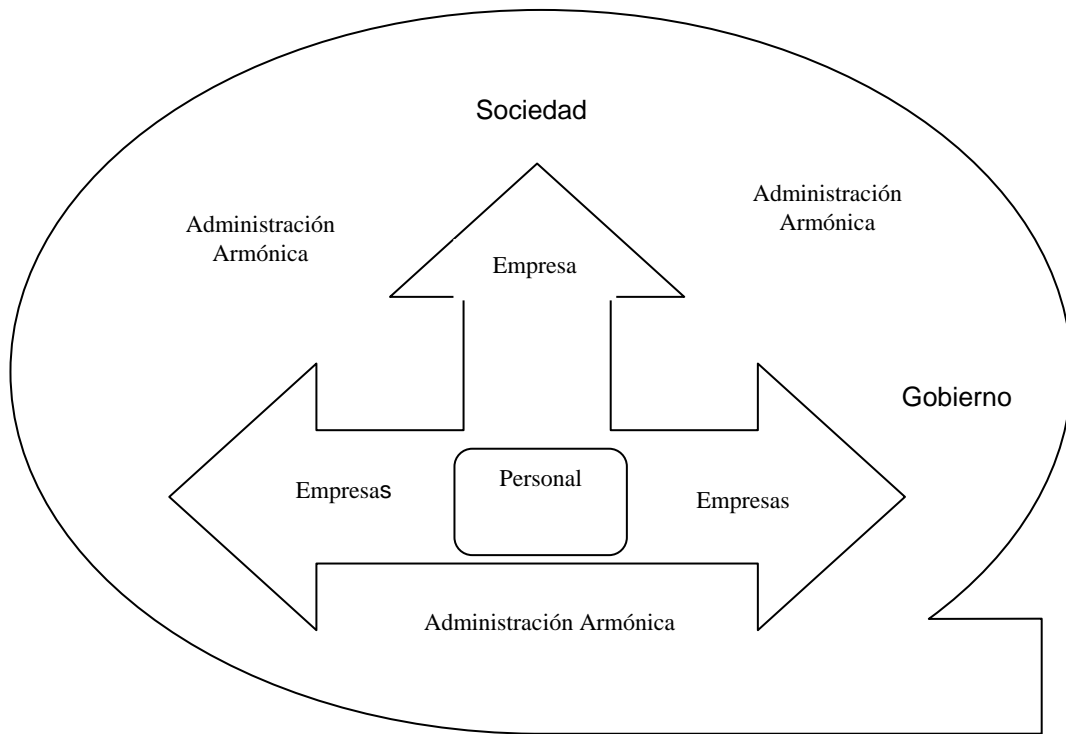 Sociedad
Administración
Armónica
Administración
Armónica
Empresa
Gobierno
Empresas
Personal
Empresas
Administración Armónica